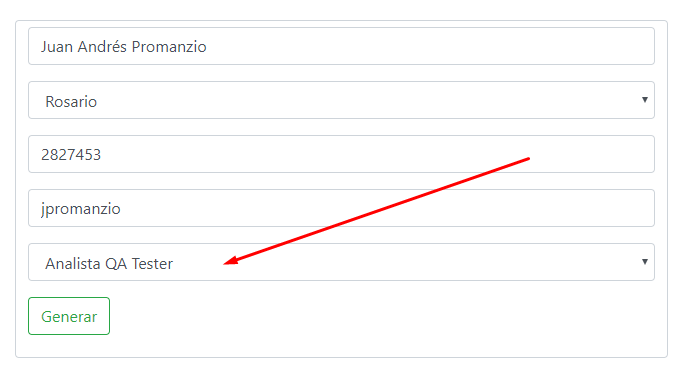 Juan Andrés Promanzio
Rosario
2827453
jpromanzio
Analista QA Tester
Generar